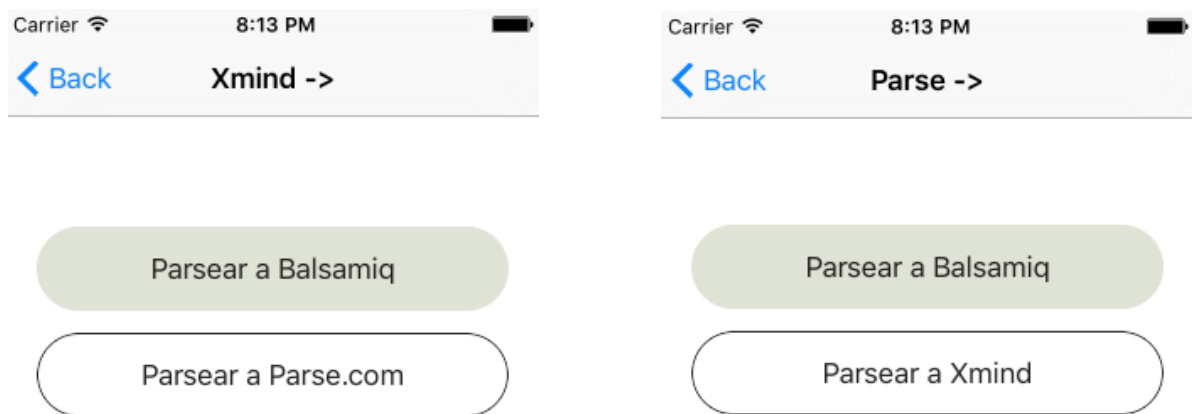 Carrier 8:13 PM
Back Xmind ->
Parsear a Balsamiq
Parsear a Parse.com
Carrier 8:13 PM
Back Parse ->
Parsear a Balsamiq
Parsear a Xmind